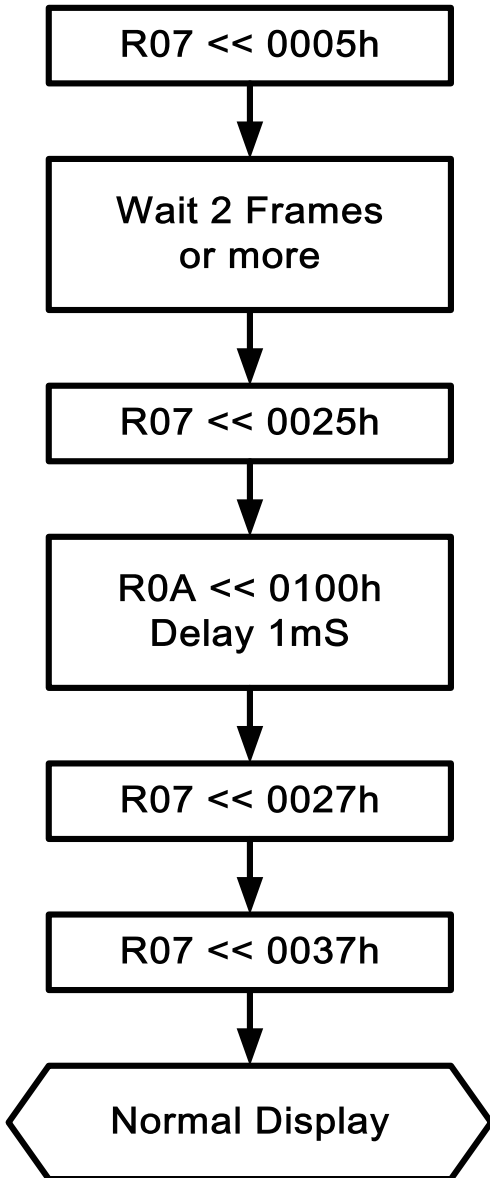 R07 << 0005h
Wait 2 Frames
or more
R07 << 0025h
R0A << 0100h
Delay 1mS
R07 << 0027h
R07 << 0037h
Normal Display